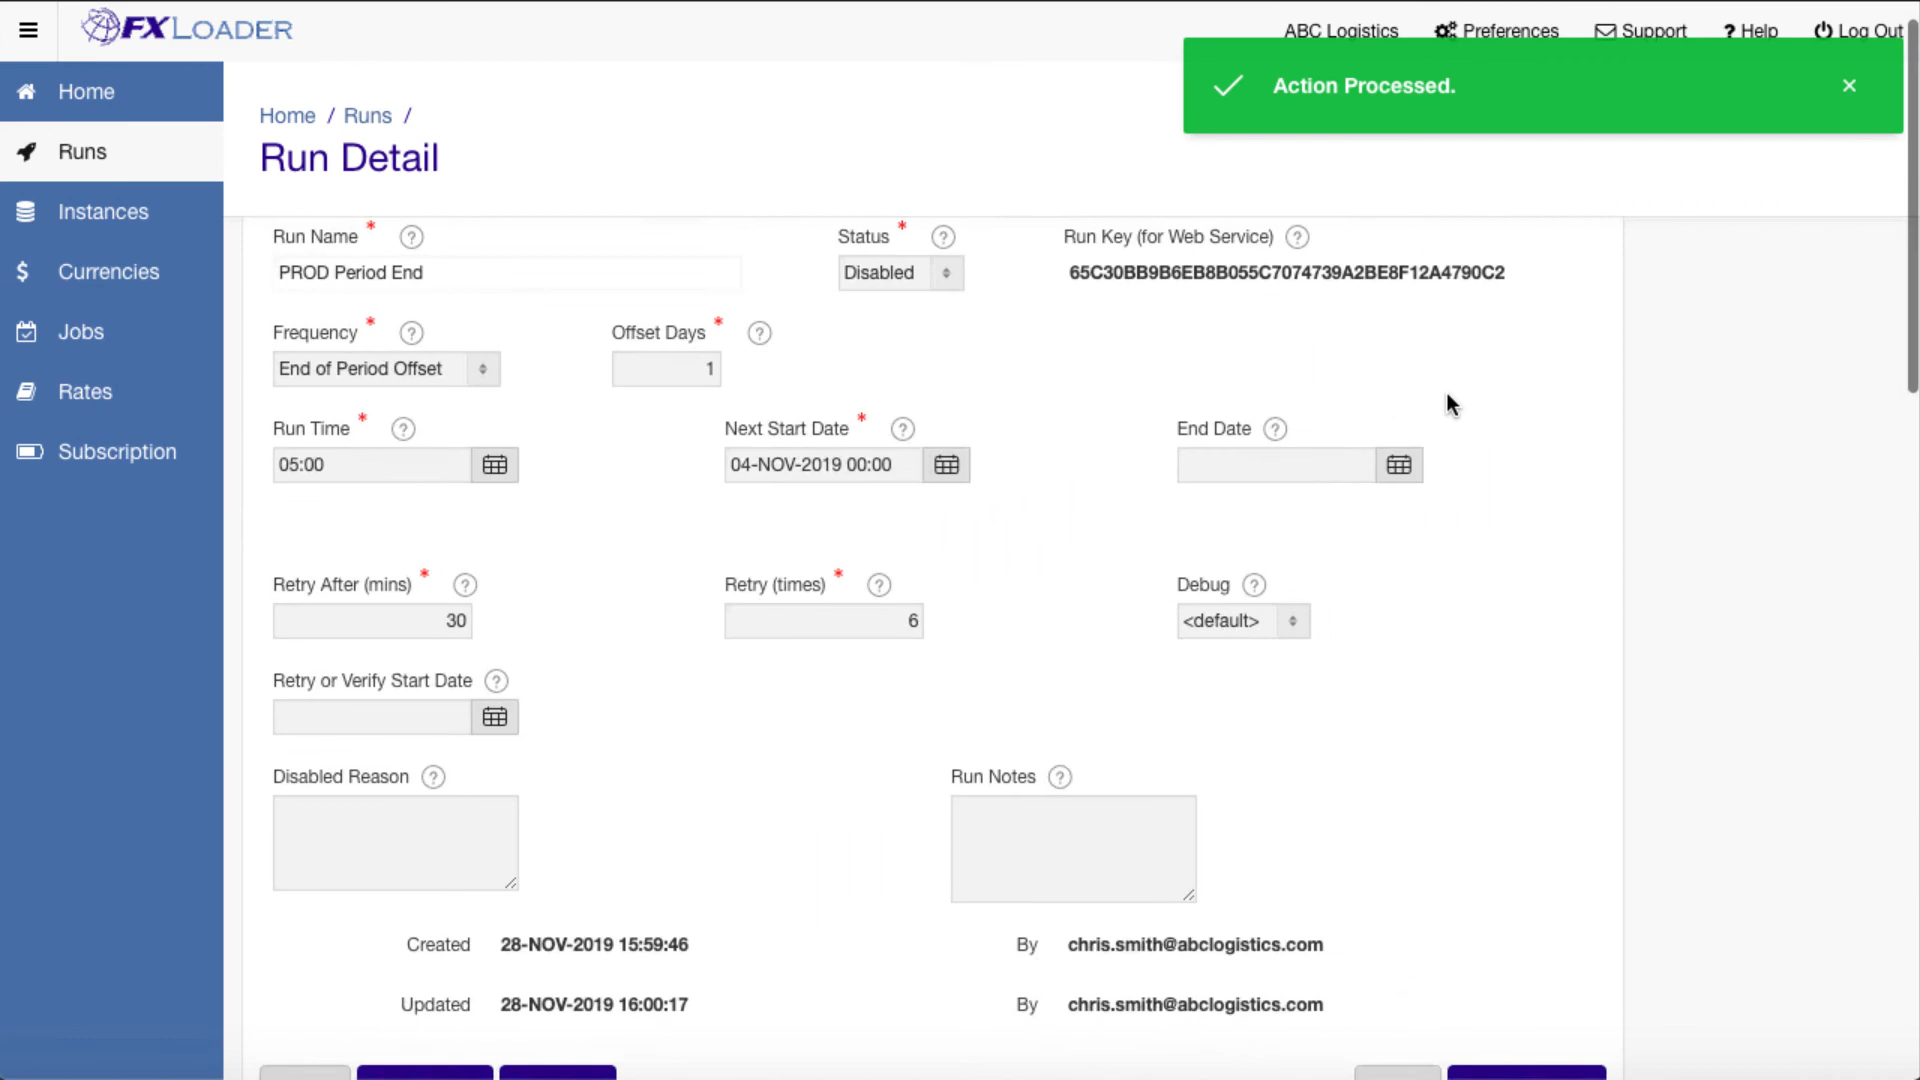 FXLOADER
ABC Logistics Preferences Support ? Help Log Out
Action Processed.
Home
Runs
Instances
$ Currencies
Jobs
Rates
Subscription
Home / Runs /
Run Detail
Run Name * ? Status * ? Run Key (for Web Service) ?
PROD Period End Disabled 65C30BB9B6EB8B055C7074739A2BE8F12A4790C2
Frequency * ? Offset Days * ?
End of Period Offset 1
Run Time * ? Next Start Date * ? End Date ?
05:00 04-NOV-2019 00:00
Retry After (mins) * ? Retry (times) * ? Debug ?
30 6 <default>
Retry or Verify Start Date ?
Disabled Reason ? Run Notes ?
Created 28-NOV-2019 15:59:46 By chris.smith@abclogistics.com
Updated 28-NOV-2019 16:00:17 By chris.smith@abclogistics.com